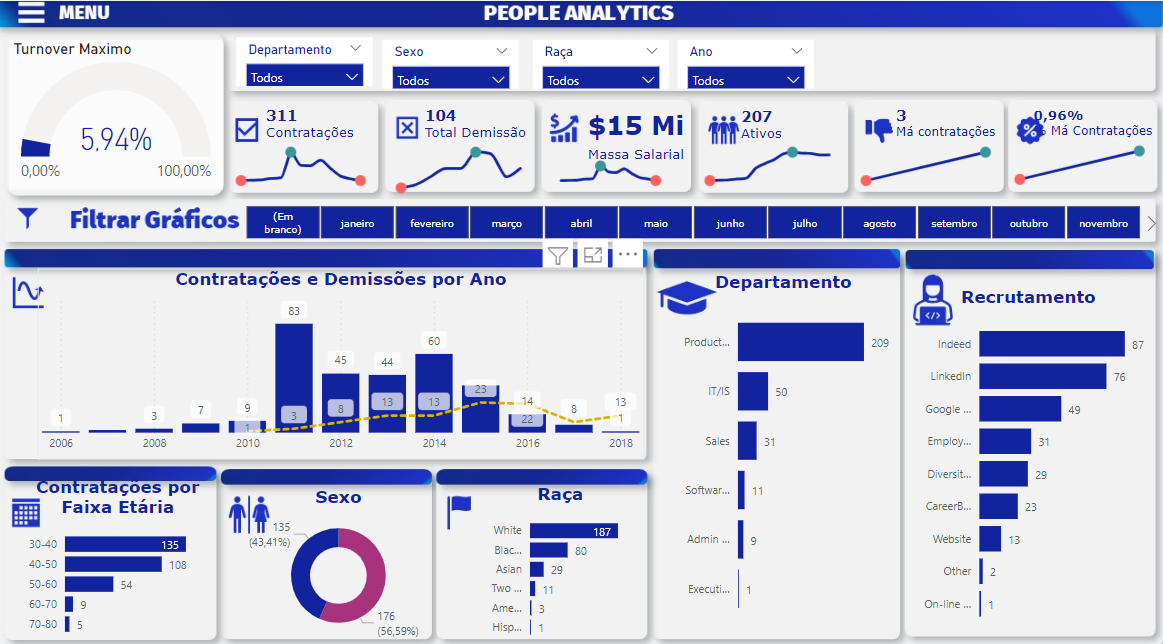 MENU
PEOPLE ANALYTICS
Turnover Maximo
5,94%
0,00%
100,00%
Departamento
Todos
Sexo
Todos
Raça
Todos
Ano
Todos
311
Contratações
104
Total Demissão
$15 Mi
Massa Salarial
207
Ativos
3
Má contratações
0,96%
% Má Contratações
Filtrar Gráficos
(Em
branco)
janeiro
fevereiro
março
abril
maio
junho
julho
agosto
setembro
outubro
novembro
Contratações e Demissões por Ano
1
3
7
9
83
45
44
60
23
14
8
13
1
3
8
13
13
22
1
2006
2008
2010
2012
2014
2016
2018
Departamento
Product... 209
IT/IS 50
Sales 31
Softwar... 11
Admin ... 9
Executi... 1
Recrutamento
Indeed 87
LinkedIn 76
Google ... 49
Employ... 31
Diversit... 29
CareerB... 23
Website 13
Other 2
On-line ... 1
Contratações por
Faixa Etária
30-40 135
40-50 108
50-60 54
60-70 9
70-80 5
Sexo
135
(43,41%)
176
(56,59%)
Raça
White 187
Blac... 80
Asian 29
Two ... 11
Ame... 3
Hisp... 1